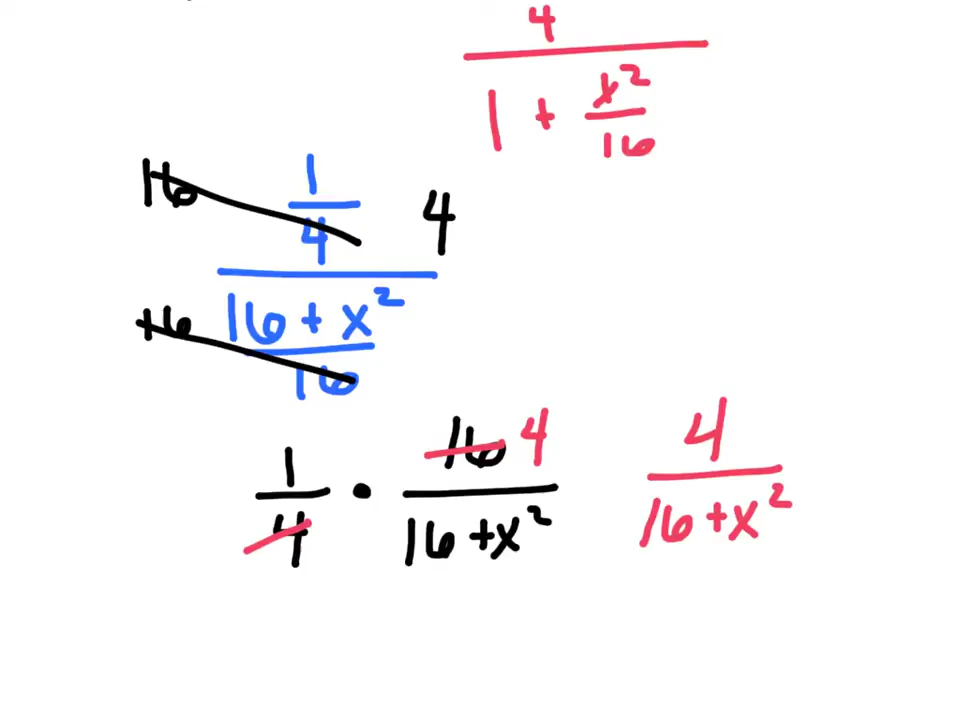 4
1 + x²
16
16 1
4 4
16 16 + x²
16
1 · 16 4 4
4 16 + x² 16 + x²